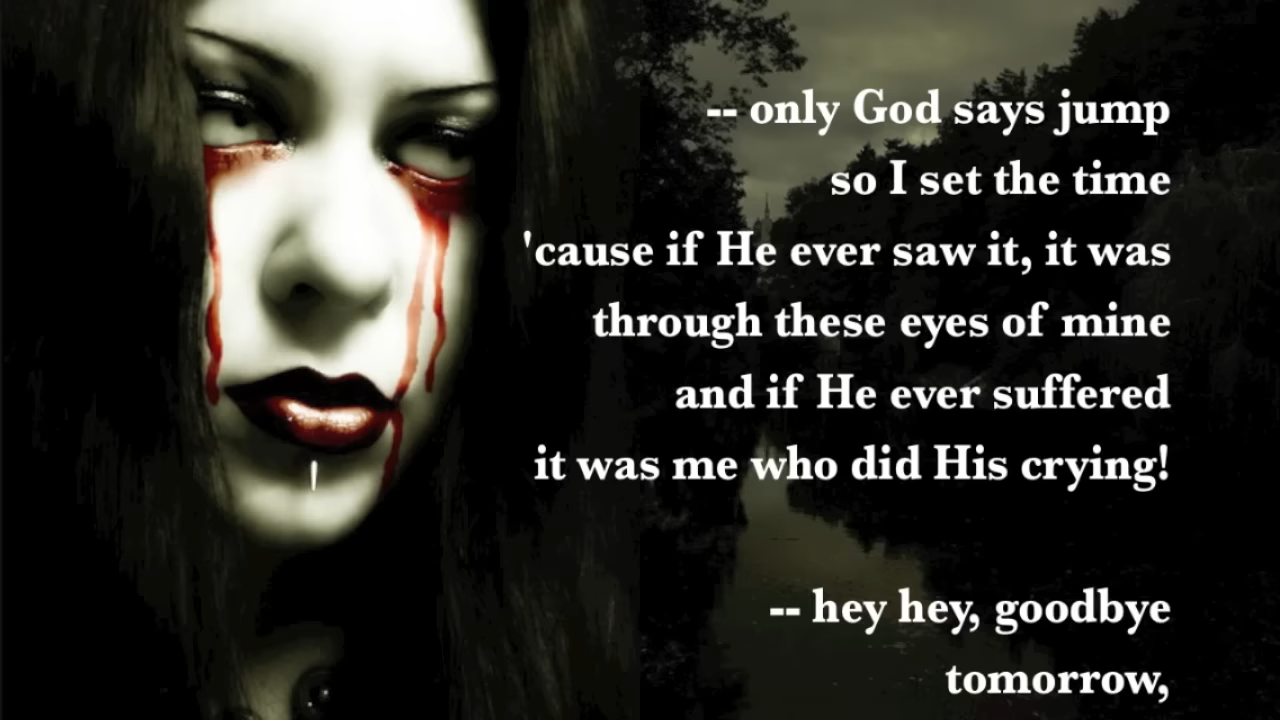 -- only God says jump
so I set the time
'cause if He ever saw it, it was
through these eyes of mine
and if He ever suffered
it was me who did His crying!
-- hey hey, goodbye
tomorrow,